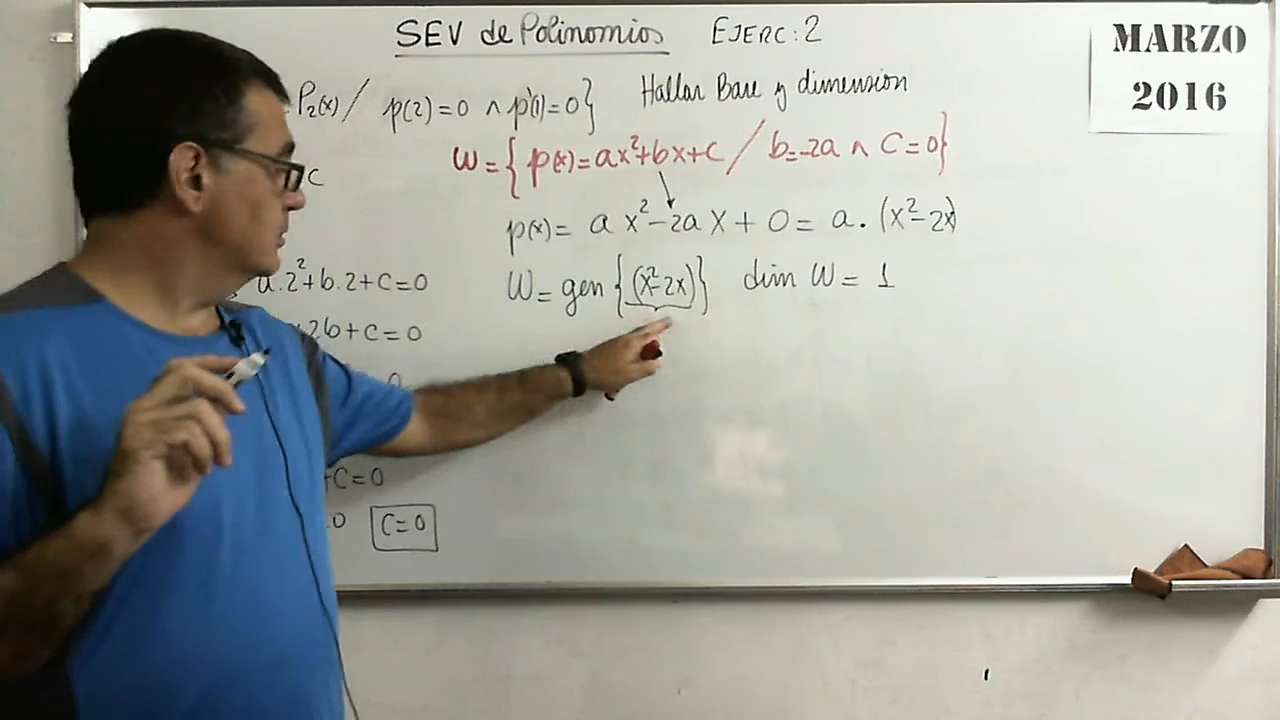 SEV de Polinomios EJERC: 2
MARZO
2016
P₂(x) / p(2)=0 ∧ p'(1)=0} Hallar Base y dimension
W={ p(x)=ax²+bx+c / b=-2a ∧ C=0}
C
p(x)= a x²-2a x + 0 = a. (x²-2x)
a.2²+b.2+C=0
W= gen {(x²-2x)} dim W= 1
2b+C=0
+C=0
0 C=0